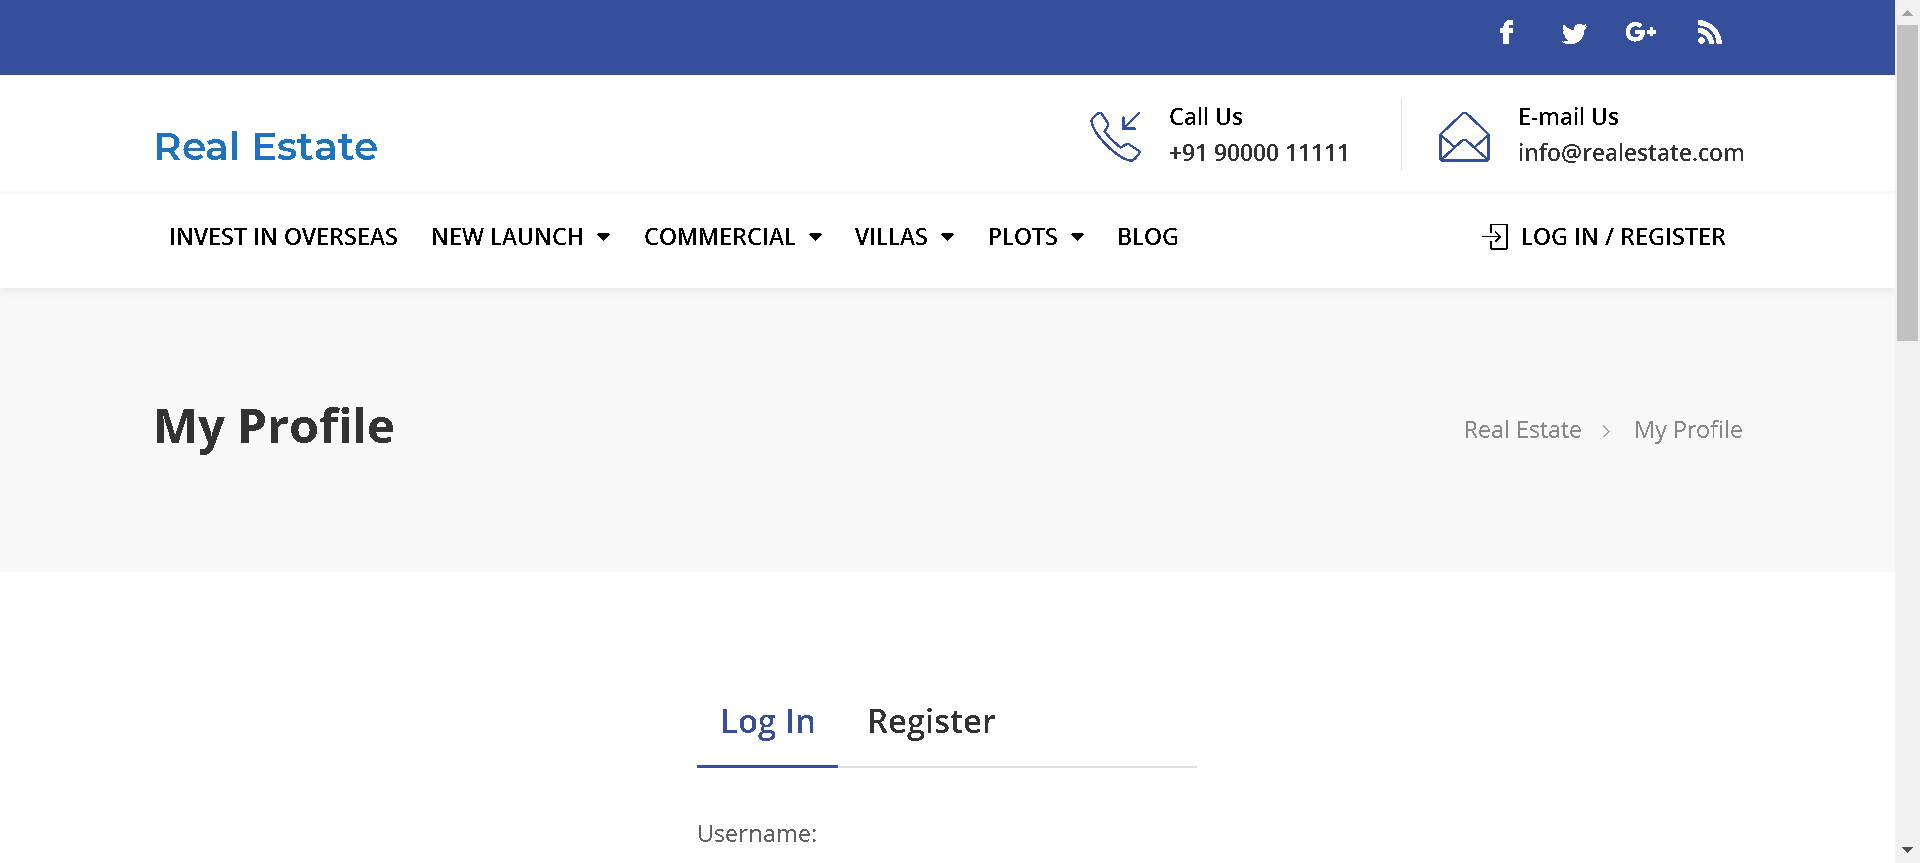 Real Estate
Call Us
+91 90000 11111
E-mail Us
info@realestate.com
INVEST IN OVERSEAS NEW LAUNCH COMMERCIAL VILLAS PLOTS BLOG LOG IN / REGISTER
My Profile
Real Estate > My Profile
Log In Register
Username: